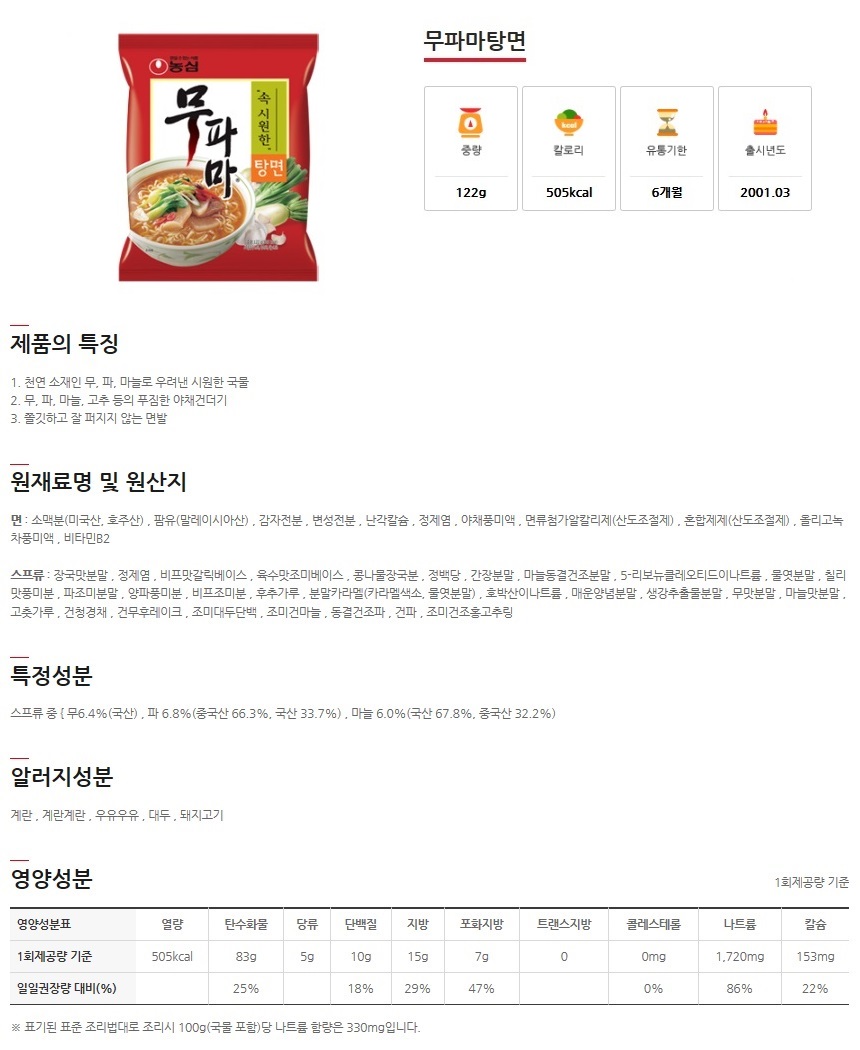 농심
무파마
"속 시원한"
탕면
무파마탕면
kcal
중량
칼로리
유통기한
출시년도
122g
505kcal
6개월
2001.03
제품의 특징
1. 천연 소재인 무, 파, 마늘로 우려낸 시원한 국물
2. 무, 파, 마늘, 고추 등의 푸짐한 야채건더기
3. 쫄깃하고 잘 퍼지지 않는 면발
원재료명 및 원산지
면 : 소맥분(미국산, 호주산) , 팜유(말레이시아산) , 감자전분 , 변성전분 , 난각칼슘 , 정제염 , 야채풍미액 , 면류첨가알칼리제(산도조절제) , 혼합제제(산도조절제) , 올리고녹
차풍미액 , 비타민B2
스프류 : 장국맛분말 , 정제염 , 비프맛갈릭베이스 , 육수맛조미베이스 , 콩나물장국분 , 정백당 , 간장분말 , 마늘동결건조분말 , 5-리보뉴클레오티드이나트륨 , 물엿분말 , 칠리
맛풍미분 , 파조미분말 , 양파풍미분 , 비프조미분 , 후추가루 , 분말카라멜(카라멜색소, 물엿분말) , 호박산이나트륨 , 매운양념분말 , 생강추출물분말 , 무맛분말 , 마늘맛분말 ,
고춧가루 , 건청경채 , 건무후레이크 , 조미대두단백 , 조미건마늘 , 동결건조파 , 건파 , 조미건조홍고추링
특정성분
스프류 중 { 무6.4%(국산) , 파 6.8%(중국산 66.3%, 국산 33.7%) , 마늘 6.0%(국산 67.8%, 중국산 32.2%)
알러지성분
계란 , 계란계란 , 우유우유 , 대두 , 돼지고기
영양성분
1회제공량 기준
영양성분표 열량 탄수화물 당류 단백질 지방 포화지방 트랜스지방 콜레스테롤 나트륨 칼슘
1회제공량 기준 505kcal 83g 5g 10g 15g 7g 0 0mg 1,720mg 153mg
일일권장량 대비(%) 25% 18% 29% 47% 0% 86% 22%
※ 표기된 표준 조리법대로 조리시 100g(국물 포함)당 나트륨 함량은 330mg입니다.